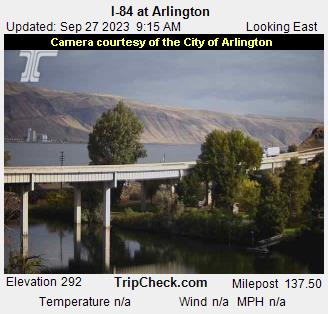 I-84 at Arlington
Updated: Sep 27 2023 9:15 AM Looking East
Camera courtesy of the City of Arlington
Elevation 292 TripCheck.com Milepost 137.50
Temperature n/a Wind n/a MPH n/a